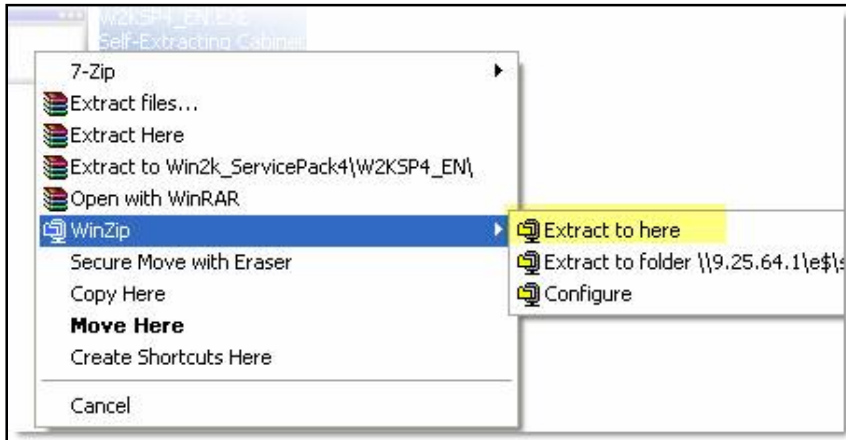 W2KSP4_EN.EXE
Self-Extracting Cabinet
7-Zip
Extract files...
Extract Here
Extract to Win2k_ServicePack4\W2KSP4_EN\
Open with WinRAR
WinZip
Extract to here
Secure Move with Eraser
Extract to folder \\9.25.64.1\e$\s
Copy Here
Configure
Move Here
Create Shortcuts Here
Cancel